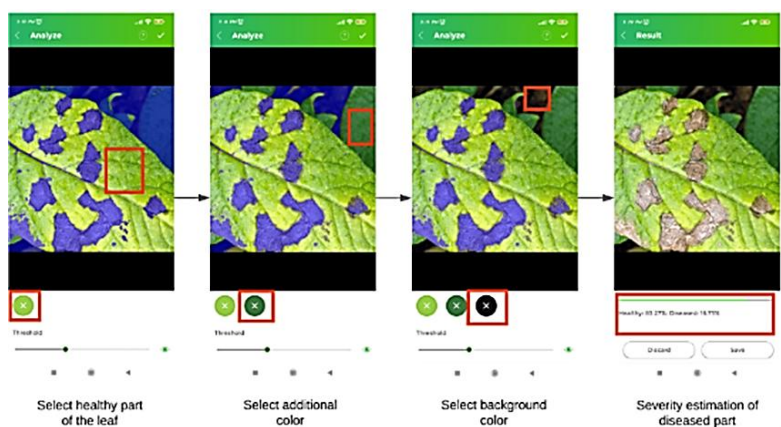 Analyze
Analyze
Analyze
Result
Threshold
Threshold
Threshold
Discard
Save
Select healthy part
of the leaf
Select additional
color
Select background
color
Severity estimation of
diseased part